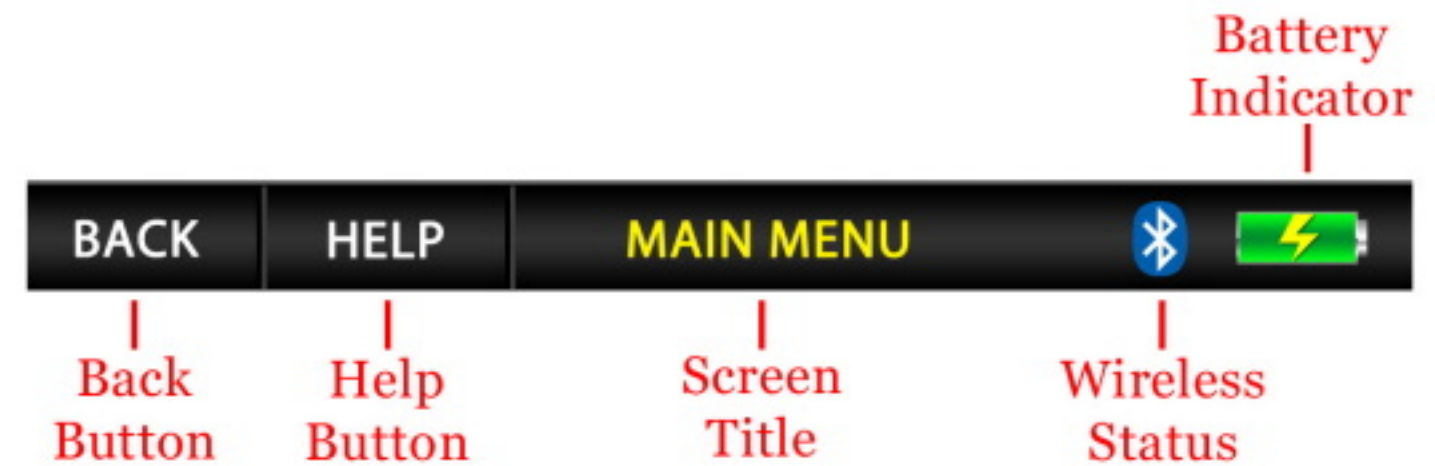 Battery
Indicator
BACK HELP MAIN MENU
Back
Button
Help
Button
Screen
Title
Wireless
Status